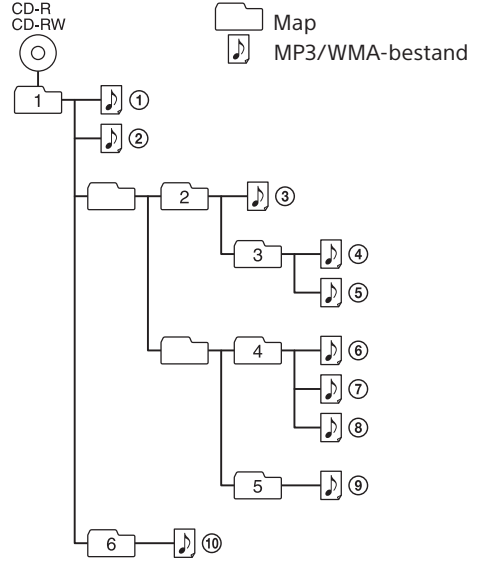 CD-R
CD-RW
Map
MP3/WMA-bestand
1 ①
②
2 ③
3 ④
⑤
4 ⑥
⑦
⑧
5 ⑨
6 ⑩